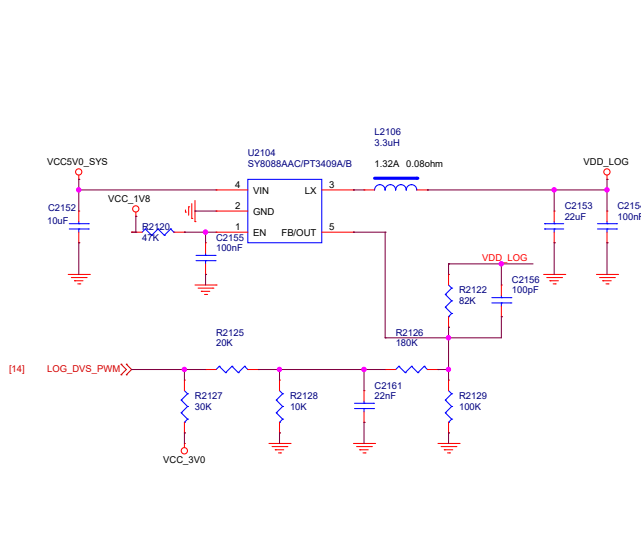 L2106
3.3uH
U2104
SY8088AAC/PT3409A/B
1.32A 0.08ohm
VCC5V0_SYS
VDD_LOG
4 VIN LX 3
VCC_1V8
C2152
10uF
2 GND
C2153
22uF
C2154
100nF
R2120
47K
1 EN FB/OUT 5
C2155
100nF
VDD_LOG
R2122
82K
C2156
100pF
R2125
20K
R2126
180K
[14] LOG_DVS_PWM
R2127
30K
R2128
10K
C2161
22nF
R2129
100K
VCC_3V0